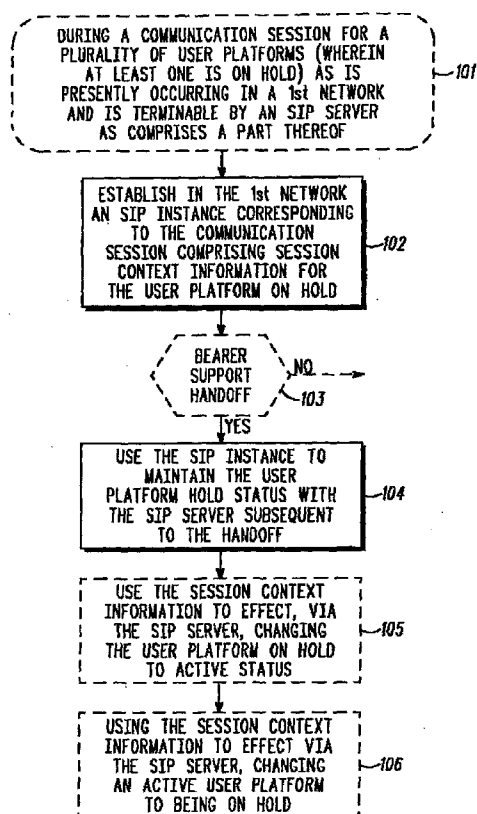 DURING A COMMUNICATION SESSION FOR A
PLURALITY OF USER PLATFORMS (WHEREIN
AT LEAST ONE IS ON HOLD) AS IS
PRESENTLY OCCURRING IN A 1st NETWORK
AND IS TERMINABLE BY AN SIP SERVER
AS COMPRISES A PART THEREOF
101
ESTABLISH IN THE 1st NETWORK
AN SIP INSTANCE CORRESPONDING
TO THE COMMUNICATION
SESSION COMPRISING SESSION
CONTEXT INFORMATION FOR
THE USER PLATFORM ON HOLD
102
BEARER
SUPPORT
HANDOFF
NO
103
YES
USE THE SIP INSTANCE TO
MAINTAIN THE USER
PLATFORM HOLD STATUS WITH
THE SIP SERVER SUBSEQUENT
TO THE HANDOFF
104
USE THE SESSION CONTEXT
INFORMATION TO EFFECT, VIA
THE SIP SERVER, CHANGING
THE USER PLATFORM ON HOLD
TO ACTIVE STATUS
105
USING THE SESSION CONTEXT
INFORMATION TO EFFECT VIA
THE SIP SERVER, CHANGING
AN ACTIVE USER PLATFORM
TO BEING ON HOLD
106